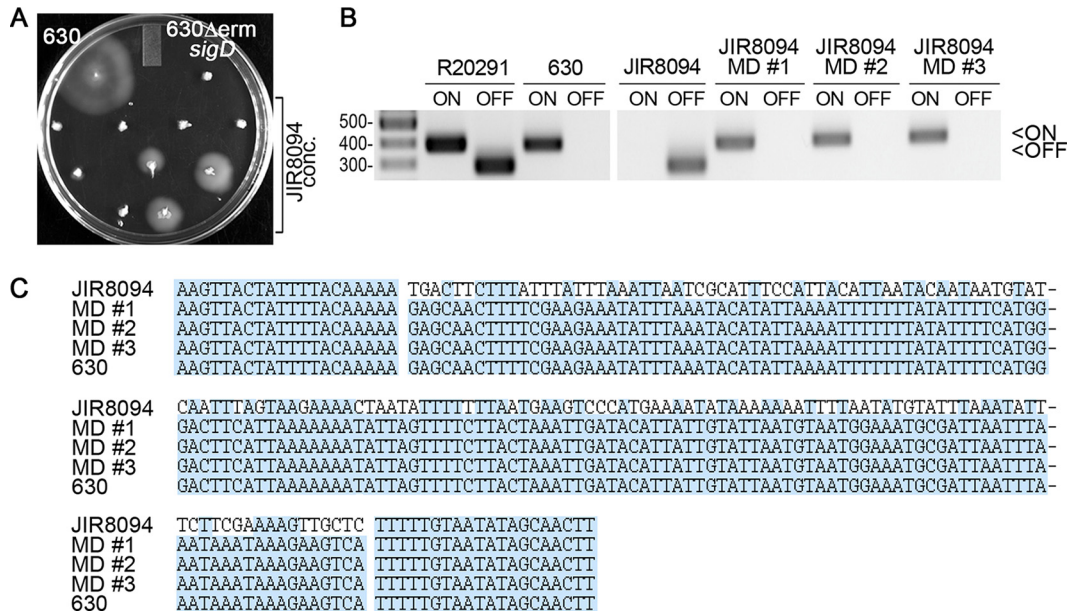 A
630
630Δerm
sigD
JIR8094
conc.
B
R20291 630 JIR8094 JIR8094 MD #1 JIR8094 MD #2 JIR8094 MD #3
ON OFF ON OFF ON OFF ON OFF ON OFF ON OFF
500-
400-
300-
<ON
<OFF
C
JIR8094 AAGTTACTATTTTACAAAAA TGACTTCTTTATTTATTTAAATTAATCGCATTTCCATTACATTAATACAATAATGTAT-
MD #1 AAGTTACTATTTTACAAAAA GAGCAACTTTTCGAAGAAATATTTAAATACATATTAAAATTTTTTTATATTTTCATGG
MD #2 AAGTTACTATTTTACAAAAA GAGCAACTTTTCGAAGAAATATTTAAATACATATTAAAATTTTTTTATATTTTCATGG-
MD #3 AAGTTACTATTTTACAAAAA GAGCAACTTTTCGAAGAAATATTTAAATACATATTAAAATTTTTTTATATTTTCATGG-
630 AAGTTACTATTTTACAAAAA GAGCAACTTTTCGAAGAAATATTTAAATACATATTAAAATTTTTTTATATTTTCATGG
JIR8094 CAATTTAGTAAGAAAACTAATATTTTTTTAATGAAGTCCCATGAAAATATAAAAAAATTTTAATATGTATTTAAATATT-
MD #1 GACTTCATTAAAAAAATATTAGTTTTCTTACTAAATTGATACATTATTGTATTAATGTAATGGAAATGCGATTAATTTA-
MD #2 GACTTCATTAAAAAAATATTAGTTTTCTTACTAAATTGATACATTATTGTATTAATGTAATGGAAATGCGATTAATTTA-
MD #3 GACTTCATTAAAAAAATATTAGTTTTCTTACTAAATTGATACATTATTGTATTAATGTAATGGAAATGCGATTAATTTA-
630 GACTTCATTAAAAAAATATTAGTTTTCTTACTAAATTGATACATTATTGTATTAATGTAATGGAAATGCGATTAATTTA-
JIR8094 TCTTCGAAAAGTTGCTC TTTTTGTAATATAGCAACTT
MD #1 AATAAATAAAGAAGTCA TTTTTGTAATATAGCAACTT
MD #2 AATAAATAAAGAAGTCA TTTTTGTAATATAGCAACTT
MD #3 AATAAATAAAGAAGTCA TTTTTGTAATATAGCAACTT
630 AATAAATAAAGAAGTCA TTTTTGTAATATAGCAACTT